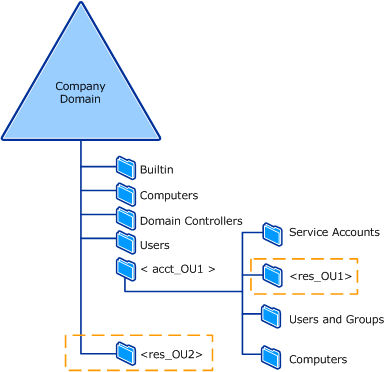 Company
Domain
Builtin
Computers
Domain Controllers
Users
< acct_OU1 >
Service Accounts
<res_OU1>
Users and Groups
Computers
<res_OU2>